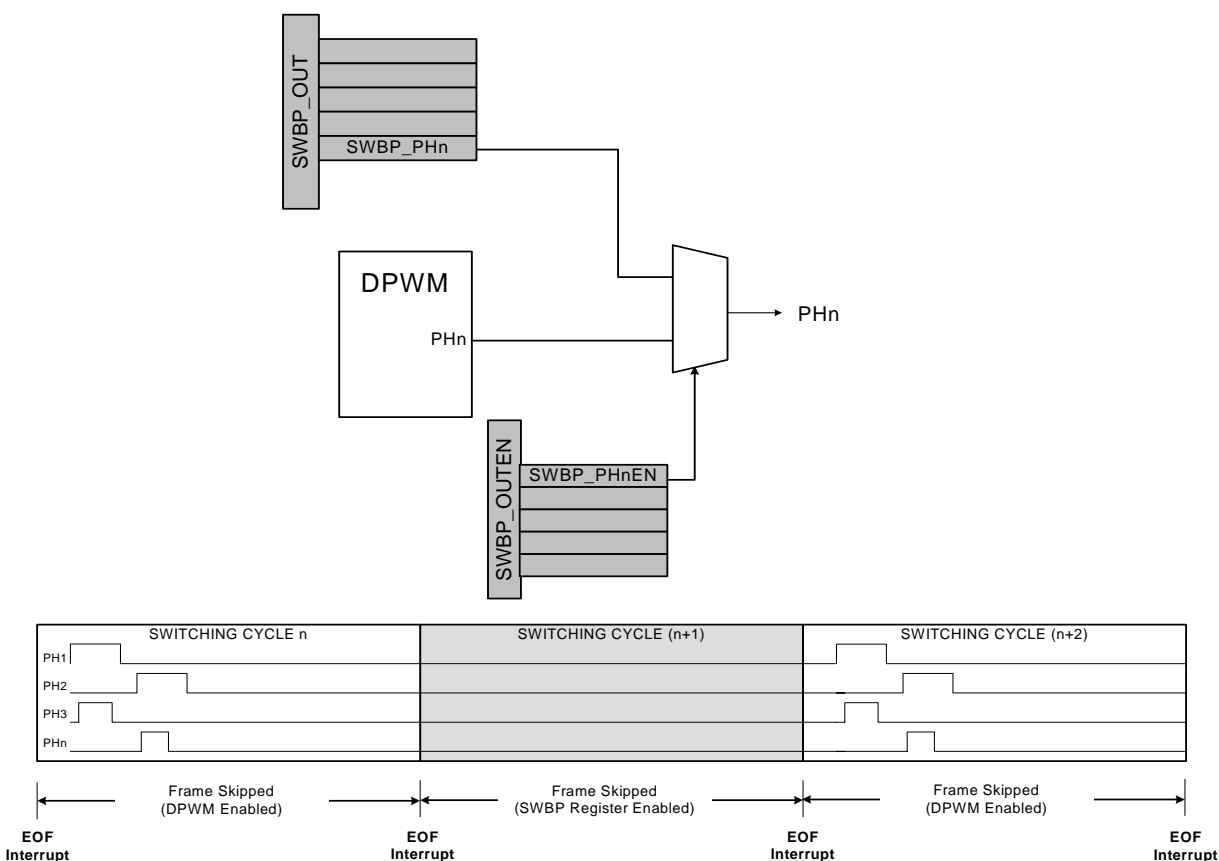 SWBP_OUT
SWBP_PHn
DPWM
PHn
PHn
SWBP_OUTEN
SWBP_PHnEN
SWITCHING CYCLE n
SWITCHING CYCLE (n+1)
SWITCHING CYCLE (n+2)
PH1
PH2
PH3
PHn
Frame Skipped
(DPWM Enabled)
Frame Skipped
(SWBP Register Enabled)
Frame Skipped
(DPWM Enabled)
EOF
Interrupt
EOF
Interrupt
EOF
Interrupt
EOF
Interrupt